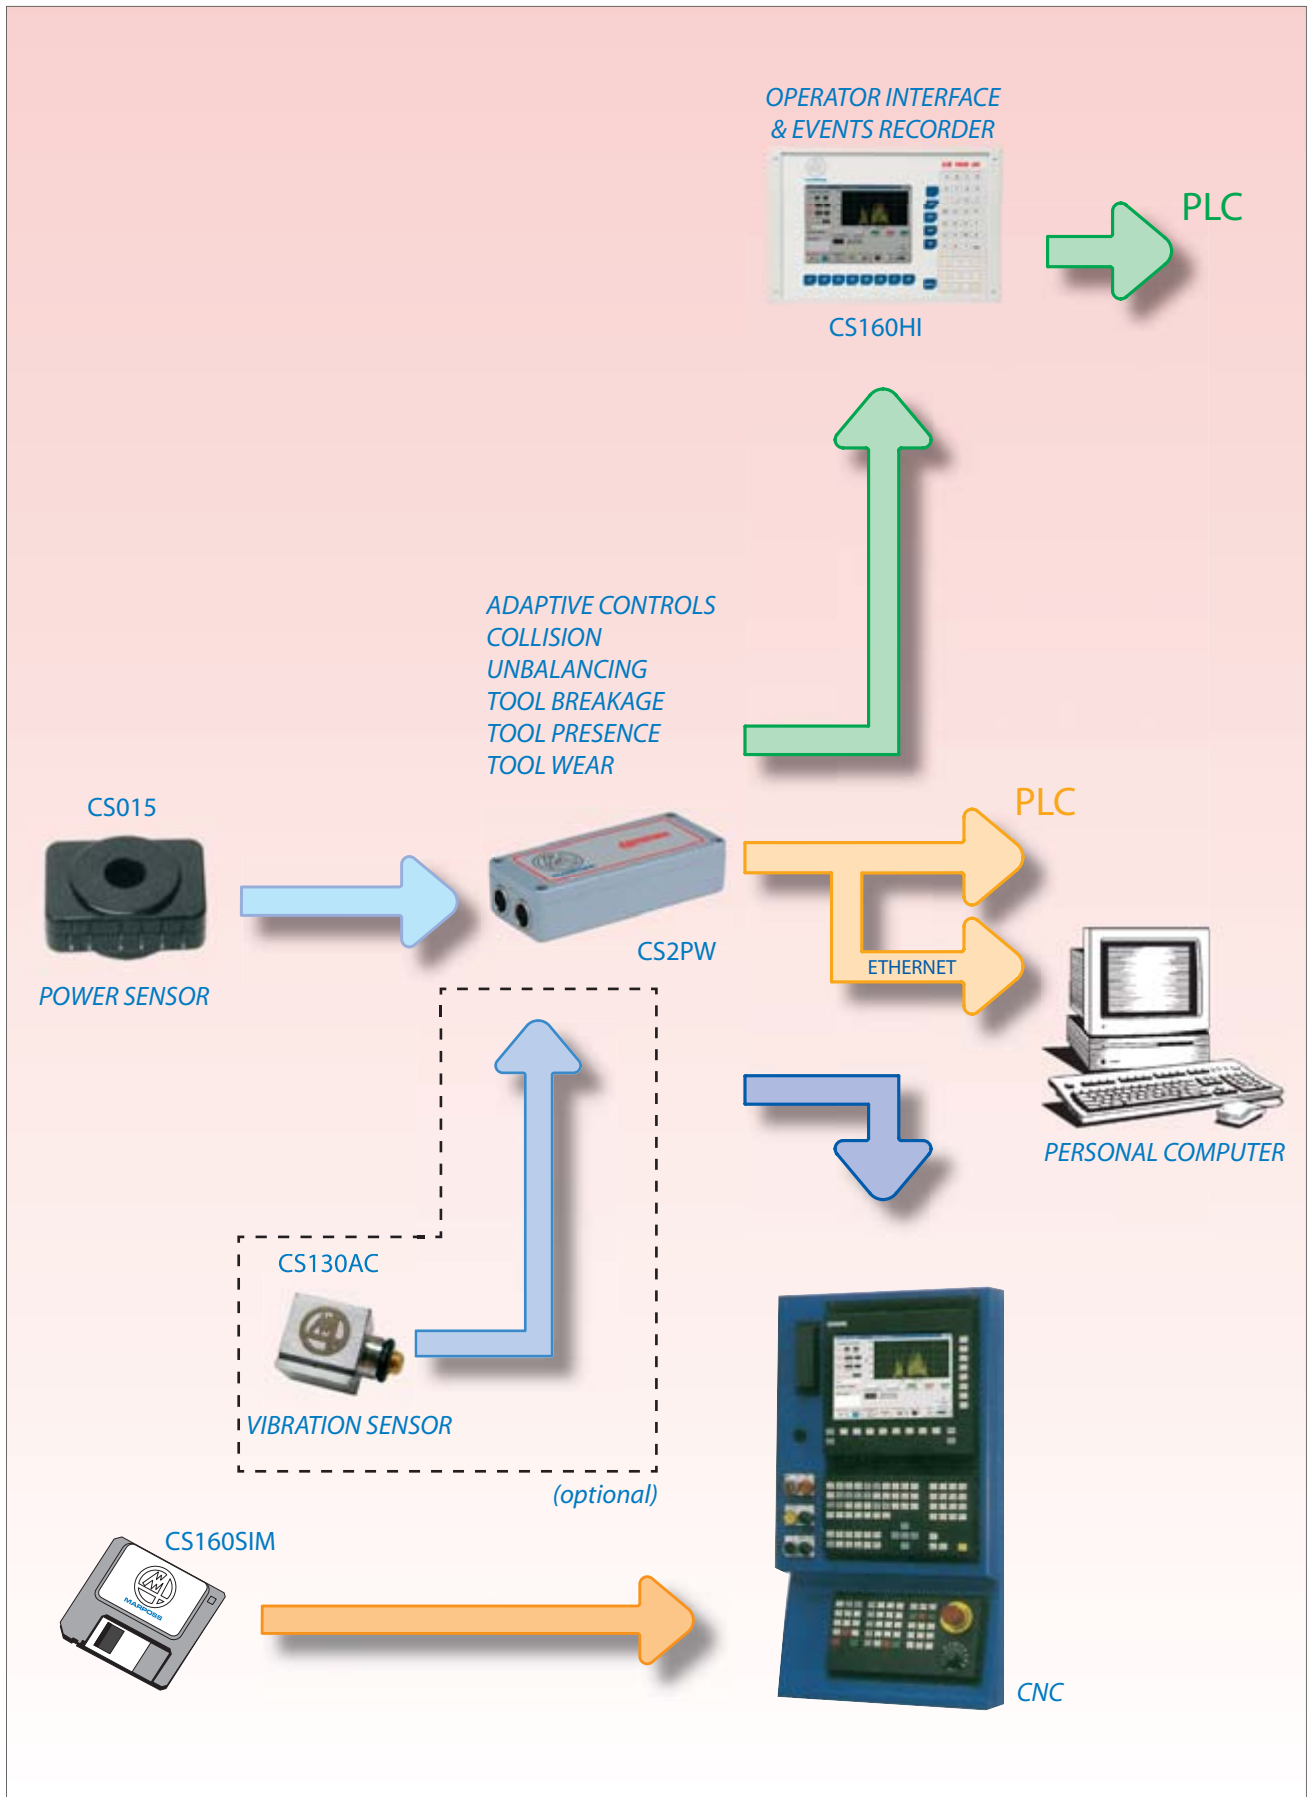 OPERATOR INTERFACE
& EVENTS RECORDER
PLC
CS160HI
ADAPTIVE CONTROLS
COLLISION
UNBALANCING
TOOL BREAKAGE
TOOL PRESENCE
TOOL WEAR
CS015
PLC
CS2PW
ETHERNET
POWER SENSOR
PERSONAL COMPUTER
CS130AC
VIBRATION SENSOR
(optional)
CS160SIM
MARPOSS
CNC